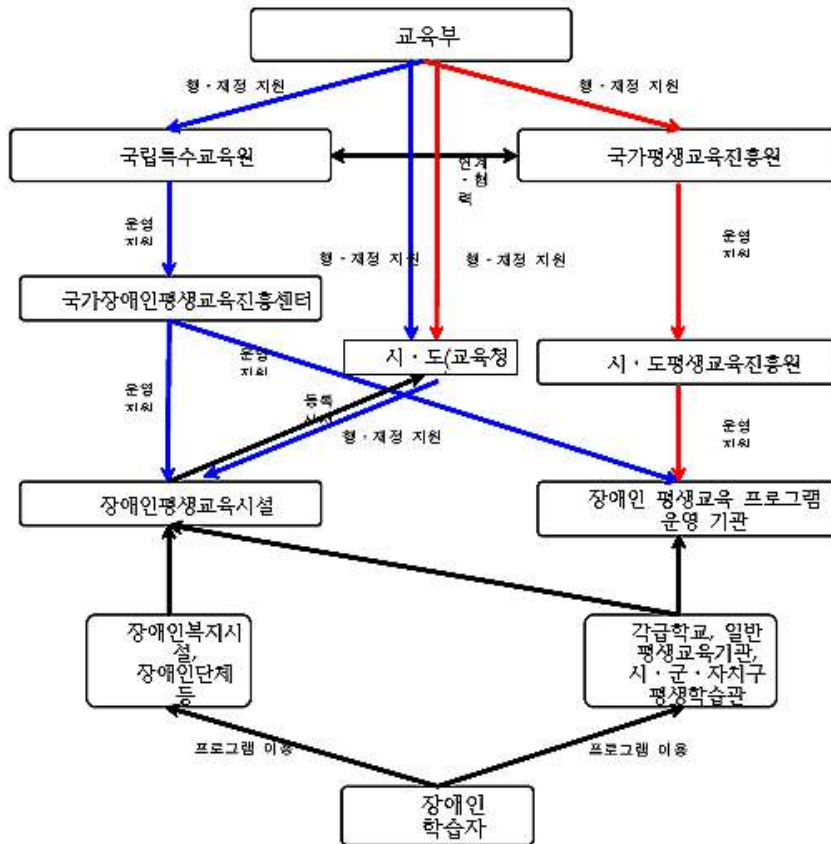 교육부
행·재정 지원
행·재정 지원
국립특수교육원
국가평생교육진흥원
연계
·협
력
운영
지원
운영
지원
행·재정 지원
행·재정 지원
국가장애인평생교육진흥센터
시·도(교육청
시·도평생교육진흥원
운영
지원
운영
지원
등록
행·재정 지원
운영
지원
장애인평생교육시설
장애인 평생교육 프로그램
운영 기관
장애인복지시
설,
장애인단체
등
각급학교, 일반
평생교육기관,
시·군·자치구
평생학습관
프로그램 이용
프로그램 이용
장애인
학습자